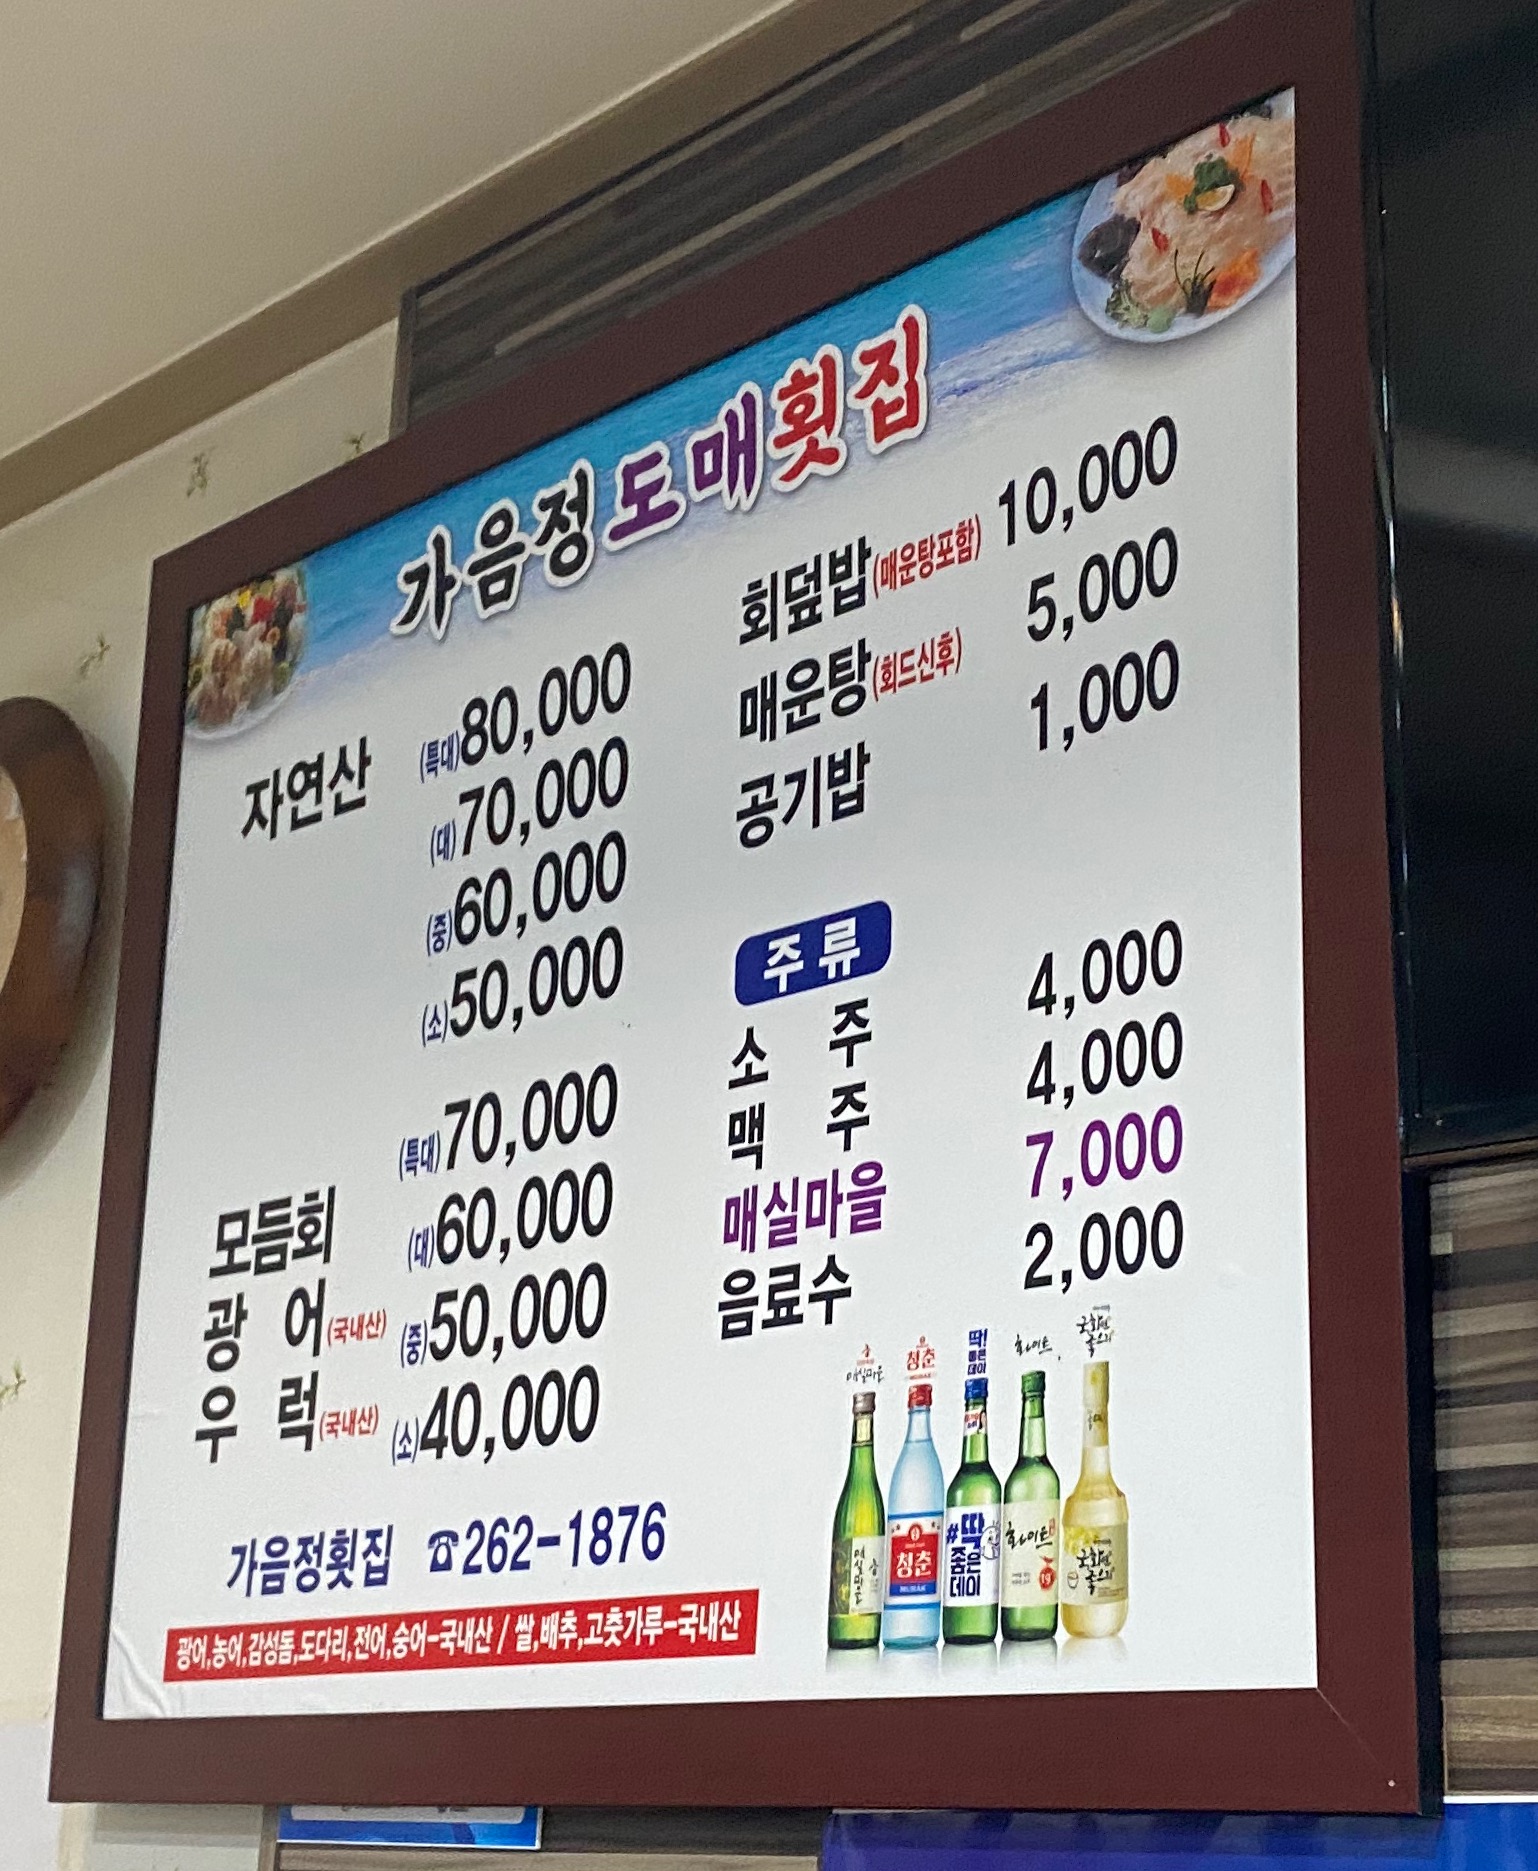 가음정도매횟집
자연산 (특대)80,000
(대)70,000
(중)60,000
(소)50,000
(특대)70,000
모듬회 (대)60,000
광 어(국내산) (중)50,000
우 럭(국내산) (소)40,000
회덮밥(매운탕포함) 10,000
매운탕(회드신후) 5,000
공기밥 1,000
주류
소 주 4,000
맥 주 4,000
매실마을 7,000
음료수 2,000
매실마을
청춘
딱!
좋은
데이
화이트
청춘
#딱
좋은
데이
화이트
19
가음정횟집 ☎262-1876
광어,농어,감성돔,도다리,전어,숭어-국내산 / 쌀,배추,고춧가루-국내산